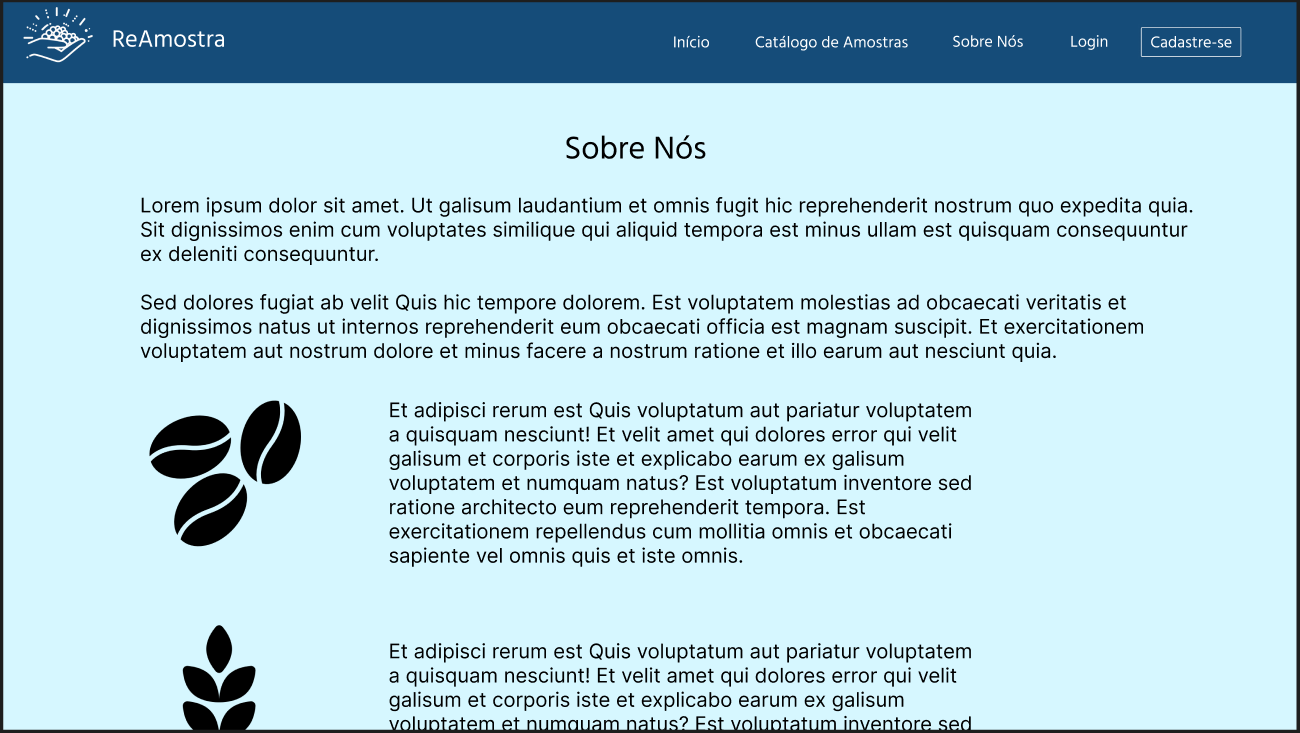 ReAmostra
Início
Catálogo de Amostras
Sobre Nós
Login
Cadastre-se
Sobre Nós
Lorem ipsum dolor sit amet. Ut galisum laudantium et omnis fugit hic reprehenderit nostrum quo expedita quia.
Sit dignissimos enim cum voluptates similique qui aliquid tempora est minus ullam est quisquam consequuntur
ex deleniti consequuntur.
Sed dolores fugiat ab velit Quis hic tempore dolorem. Est voluptatem molestias ad obcaecati veritatis et
dignissimos natus ut internos reprehenderit eum obcaecati officia est magnam suscipit. Et exercitationem
voluptatem aut nostrum dolore et minus facere a nostrum ratione et illo earum aut nesciunt quia.
Et adipisci rerum est Quis voluptatum aut pariatur voluptatem
a quisquam nesciunt! Et velit amet qui dolores error qui velit
galisum et corporis iste et explicabo earum ex galisum
voluptatem et numquam natus? Est voluptatum inventore sed
ratione architecto eum reprehenderit tempora. Est
exercitationem repellendus cum mollitia omnis et obcaecati
sapiente vel omnis quis et iste omnis.
Et adipisci rerum est Quis voluptatum aut pariatur voluptatem
a quisquam nesciunt! Et velit amet qui dolores error qui velit
galisum et corporis iste et explicabo earum ex galisum
voluptatem et numquam natus? Est voluptatum inventore sed